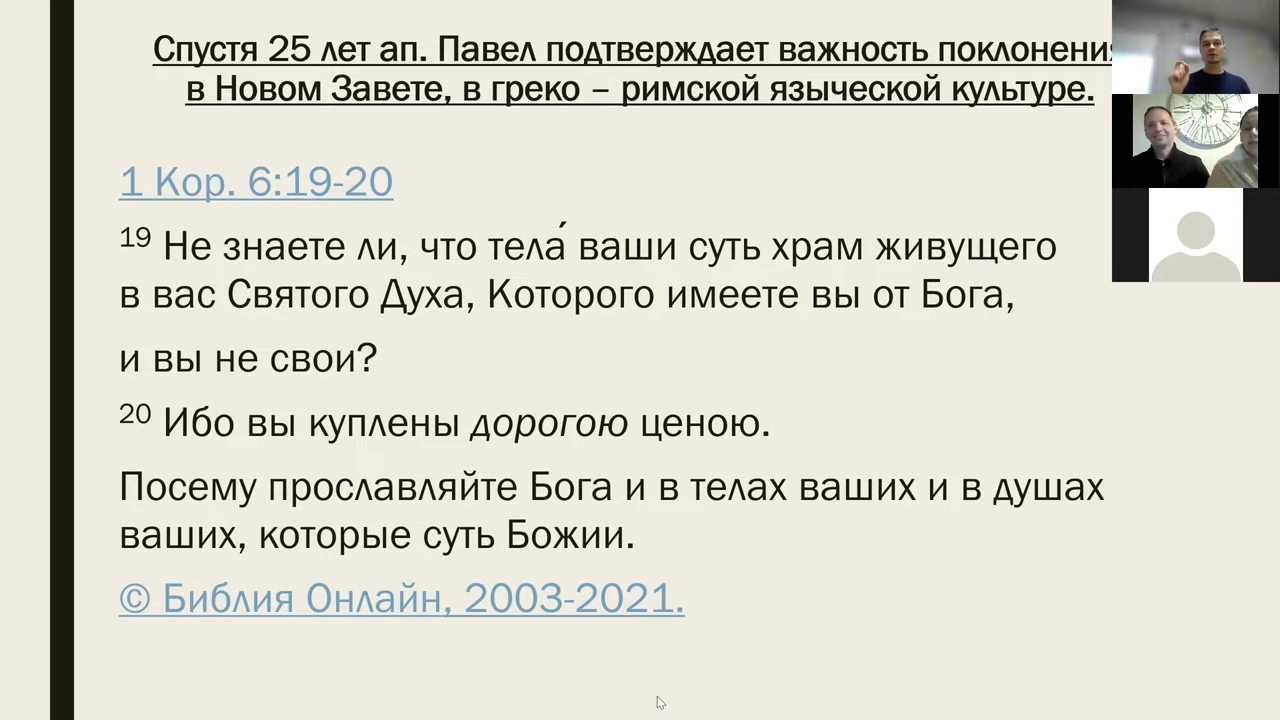 Спустя 25 лет ап. Павел подтверждает важность поклонения
в Новом Завете, в греко – римской языческой культуре.
1 Кор. 6:19-20
19 Не знаете ли, что тела́ ваши суть храм живущего
в вас Святого Духа, Которого имеете вы от Бога,
и вы не свои?
20 Ибо вы куплены дорогою ценою.
Посему прославляйте Бога и в телах ваших и в душах
ваших, которые суть Божии.
© Библия Онлайн, 2003-2021.